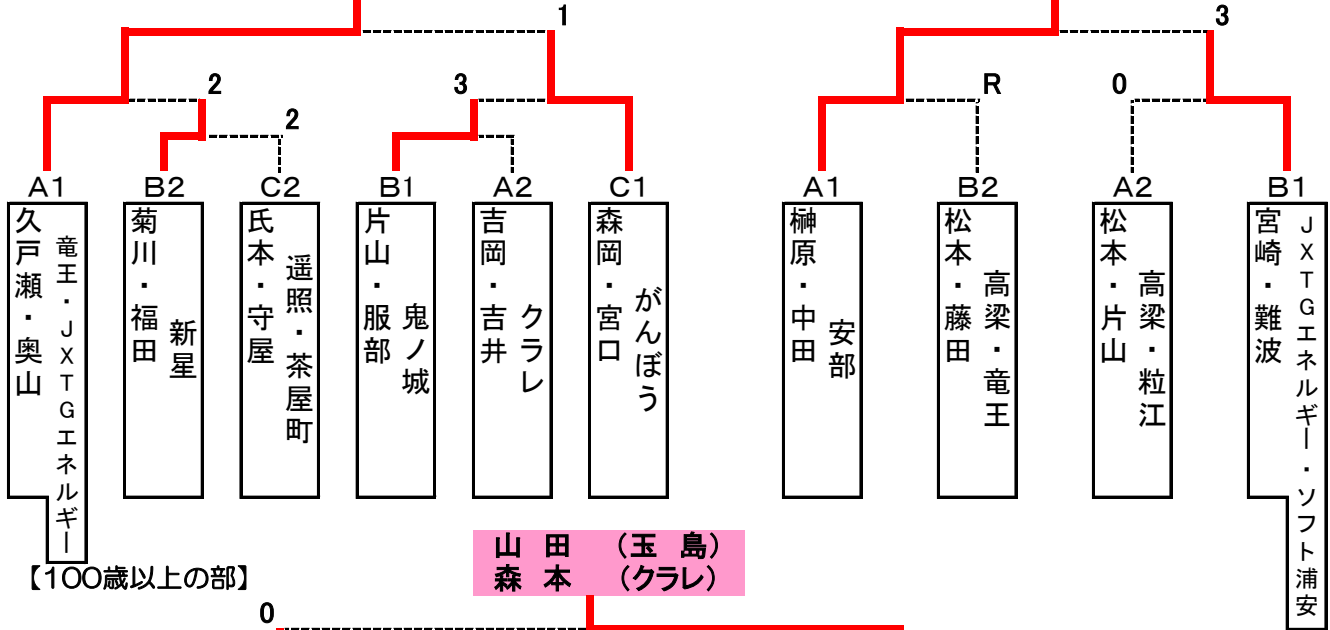 1
3
2
3
R
0
2
A1
B2
C2
B1
A2
C1
A1
B2
A2
B1
久戸瀬・奥山
竜王・JXTGエネルギー
菊川・福田
新星
氏本・守屋
遥照・茶屋町
片山・服部
鬼ノ城
吉岡・吉井
クラレ
森岡・宮口
がんぼう
榊原・中田
安部
松本・藤田
高梁・竜王
松本・片山
高梁・粒江
宮崎・難波
JXTGエネルギー・ソフト浦安
山 田 （玉 島）
森 本 （クラレ）
【100歳以上の部】
0